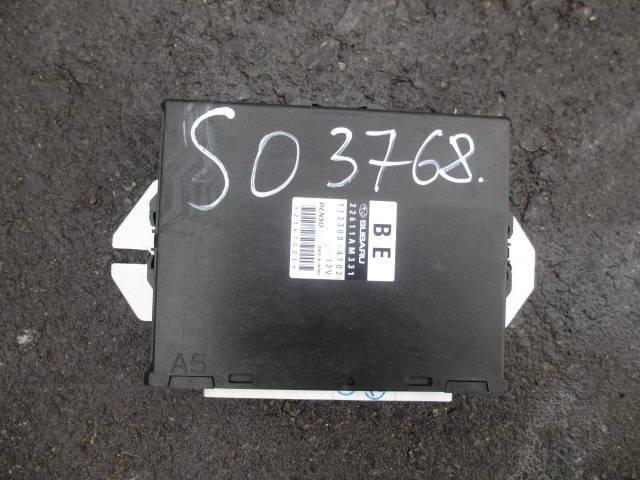 SO 3768.
BE
SUBARU
22611AM331
112300-4702
DENSO 12V
A5